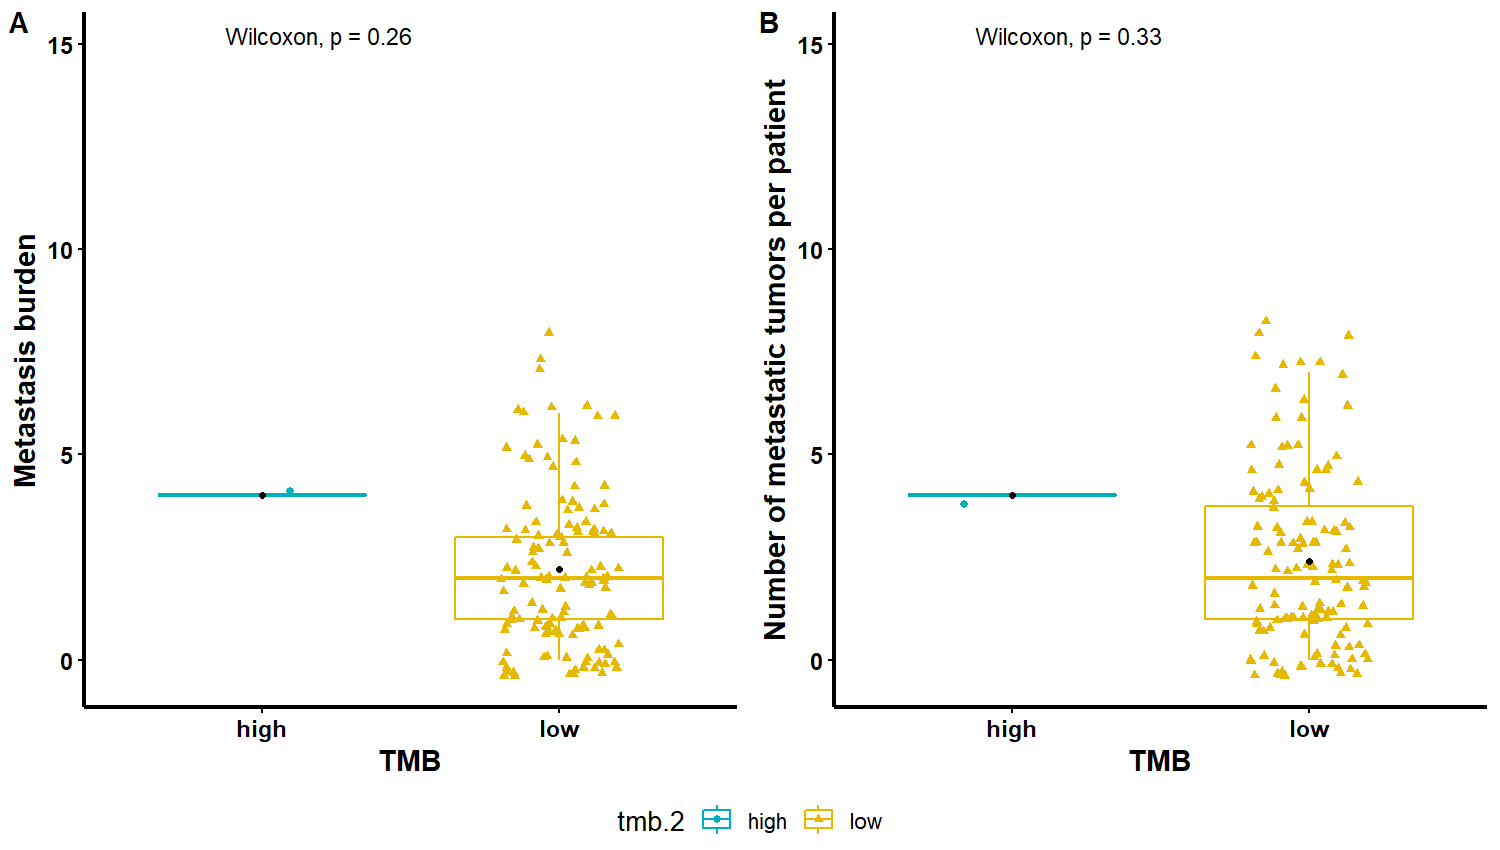 A
Wilcoxon, p = 0.26
Metastasis burden
15
10
5
0
high
low
TMB
B
Wilcoxon, p = 0.33
Number of metastatic tumors per patient
15
10
5
0
high
low
TMB
tmb.2 high low